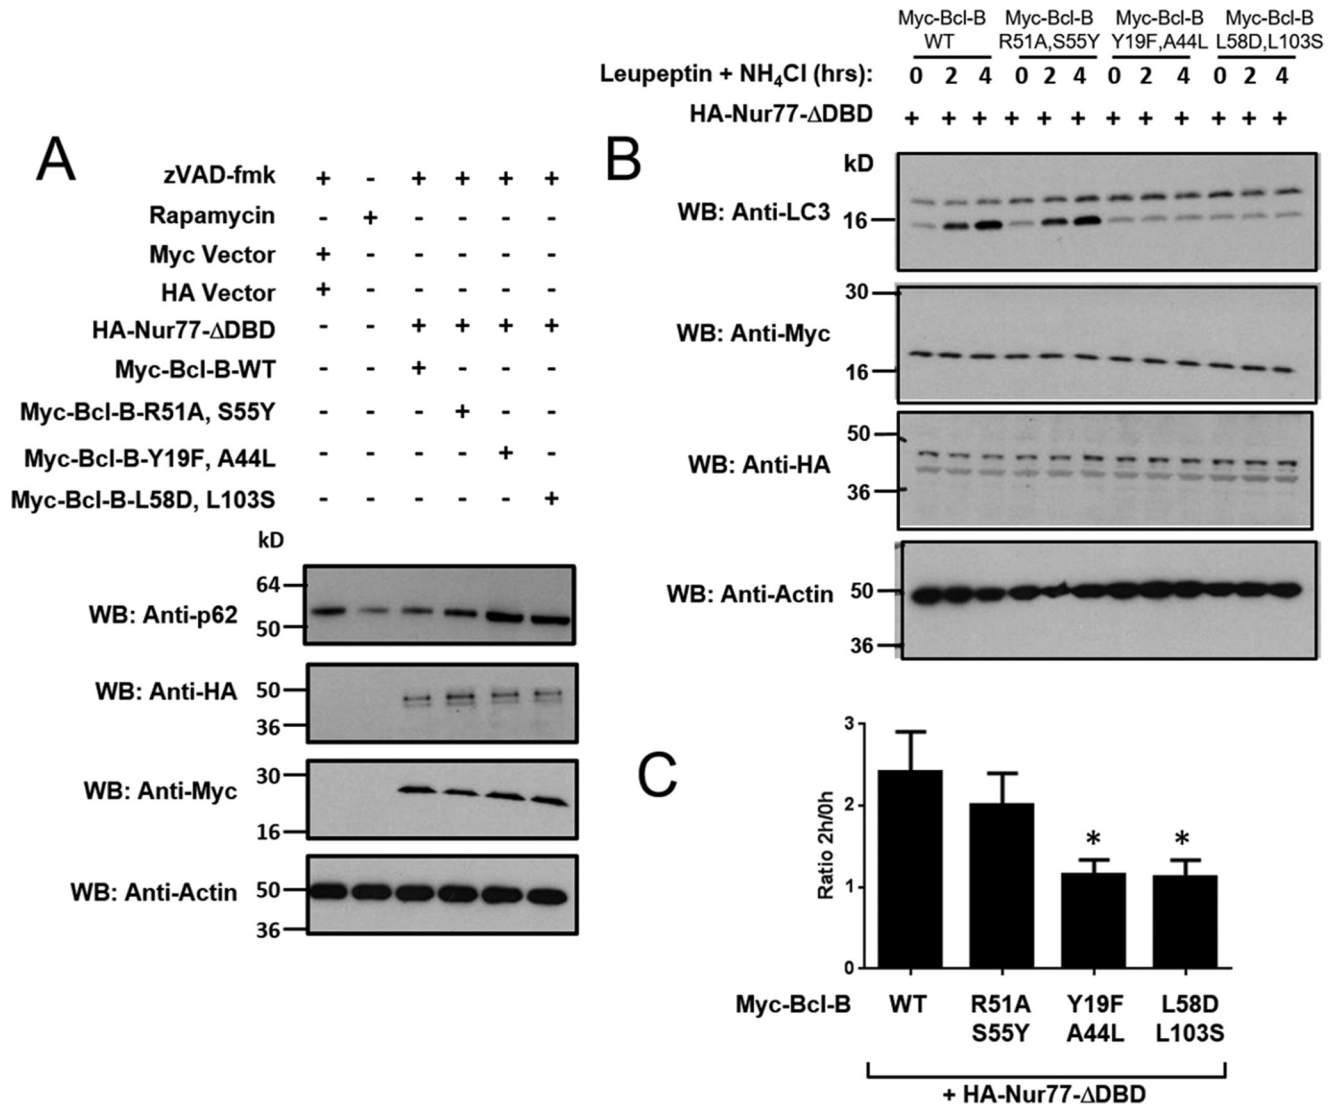 A
zVAD-fmk + - + + + +
Rapamycin - + - - - -
Myc Vector + - - - - -
HA Vector + - - - - -
HA-Nur77-ΔDBD - - + + + +
Myc-Bcl-B-WT - - + - - -
Myc-Bcl-B-R51A, S55Y - - - + - -
Myc-Bcl-B-Y19F, A44L - - - - + -
Myc-Bcl-B-L58D, L103S - - - - - +
kD
64
WB: Anti-p62
50
WB: Anti-HA 50
36
30
WB: Anti-Myc
16
WB: Anti-Actin 50
36
B
Myc-Bcl-B Myc-Bcl-B Myc-Bcl-B Myc-Bcl-B
WT R51A,S55Y Y19F,A44L L58D,L103S
Leupeptin + NH₄Cl (hrs): 0 2 4 0 2 4 0 2 4 0 2 4
HA-Nur77-ΔDBD + + + + + + + + + + + +
kD
WB: Anti-LC3 16
30
WB: Anti-Myc
16
50
WB: Anti-HA
36
WB: Anti-Actin 50
36
C
3
2
1
0
Ratio 2h/0h
* *
Myc-Bcl-B WT R51A Y19F L58D
S55Y A44L L103S
+ HA-Nur77-ΔDBD